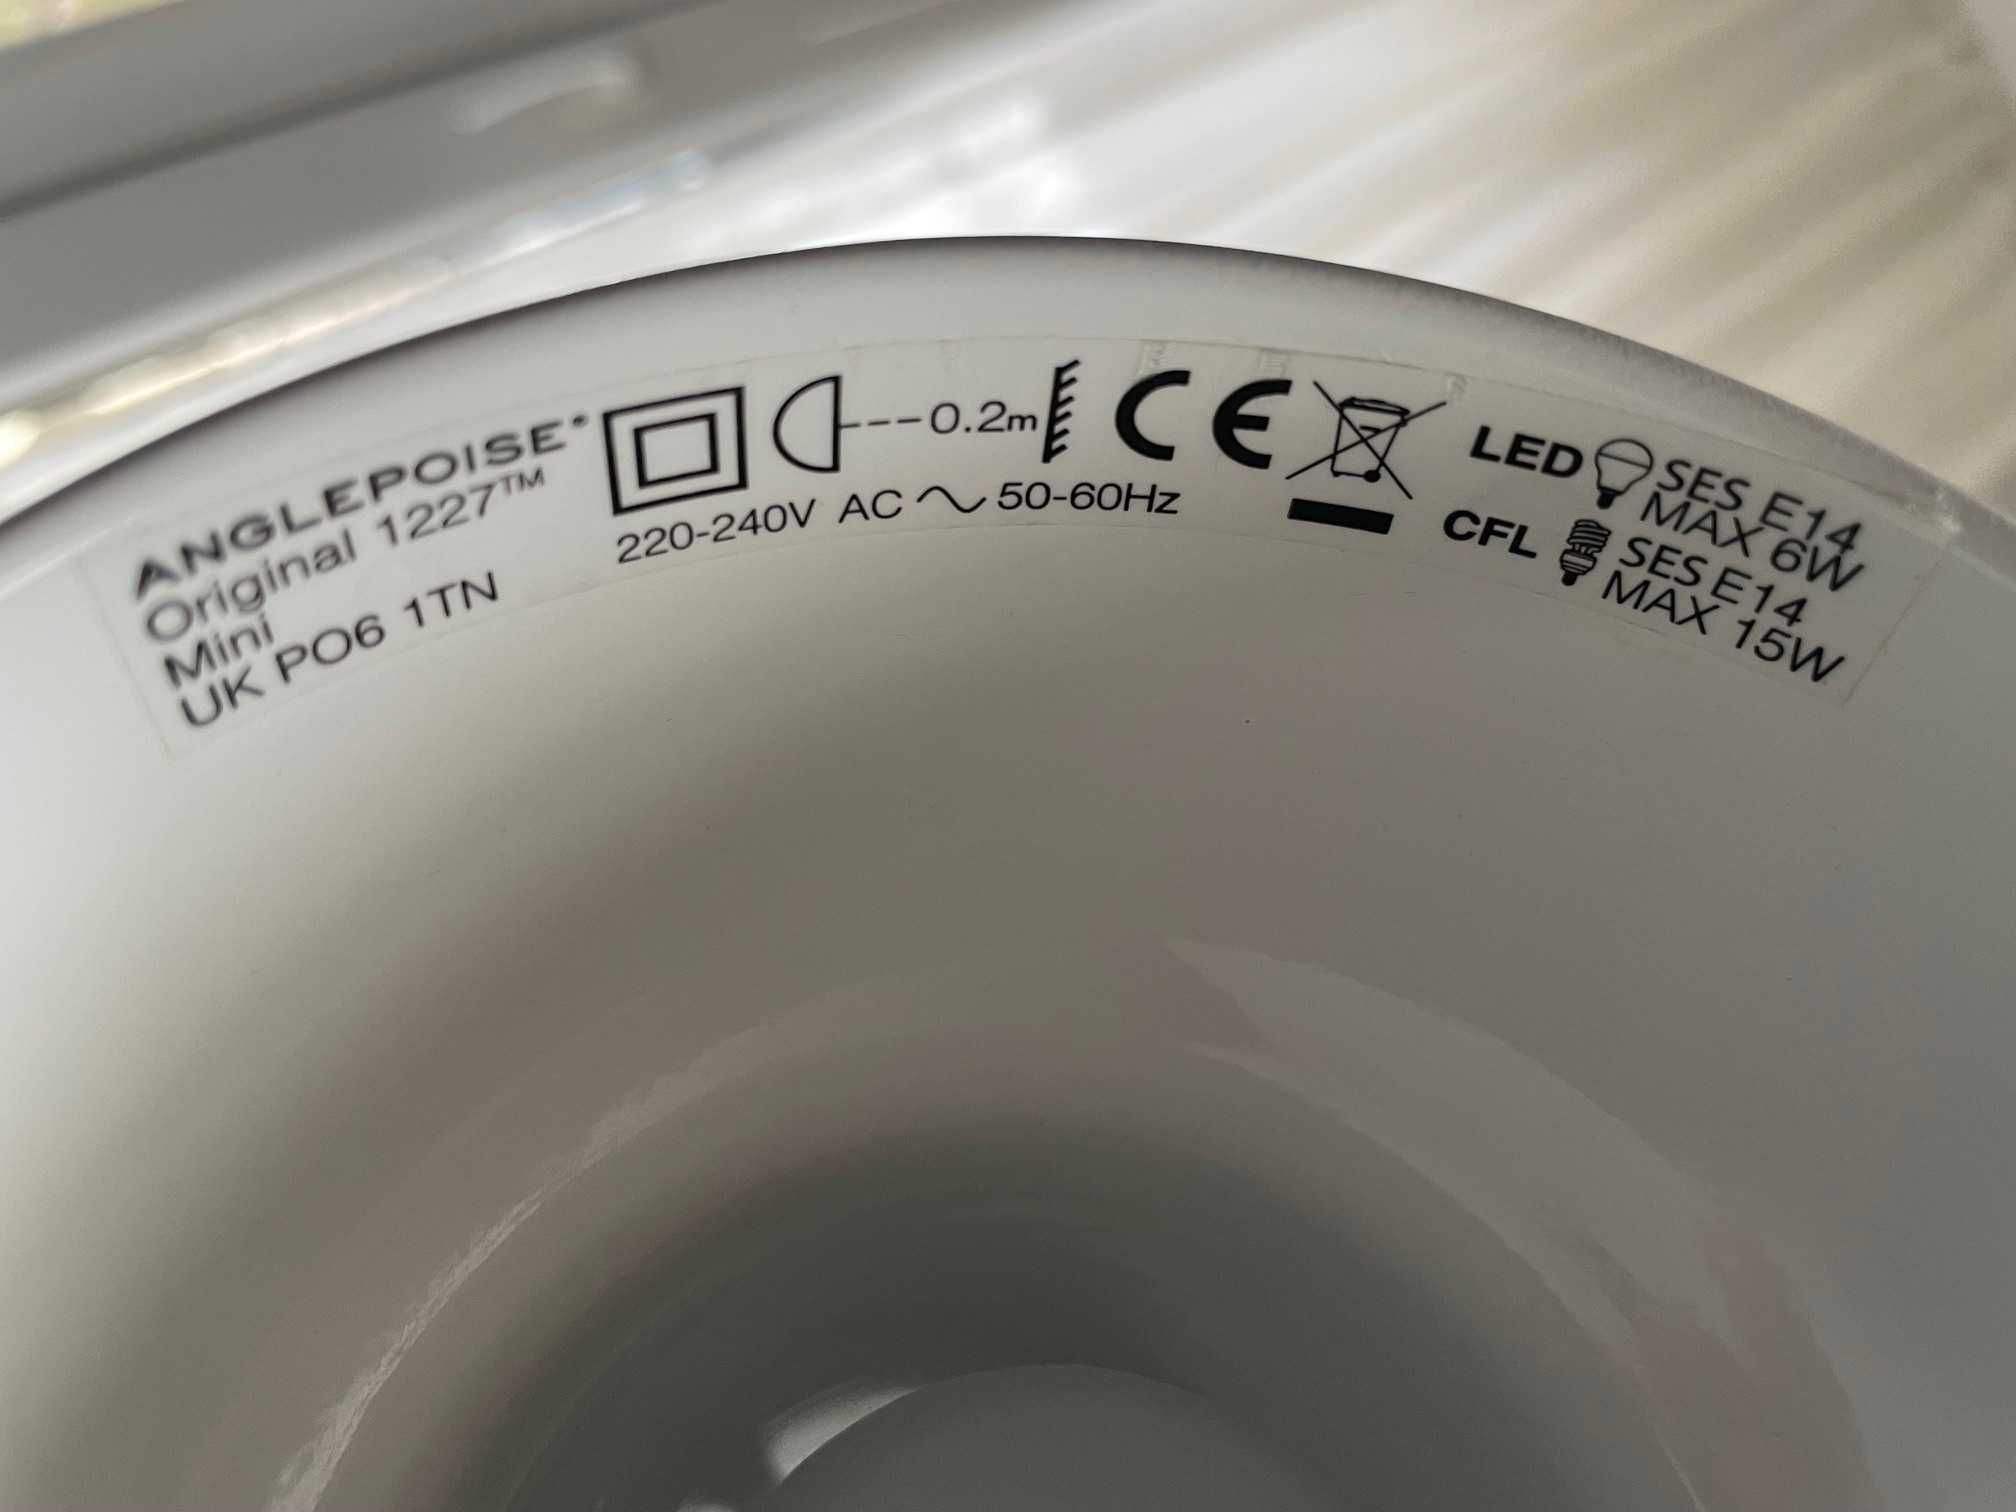 ANGLEPOISE®
Original 1227™
Mini
UK PO6 1TN
0.2m
220-240V AC 50-60Hz
CE
LED SES E14
MAX 6W
CFL SES E14
MAX 15W